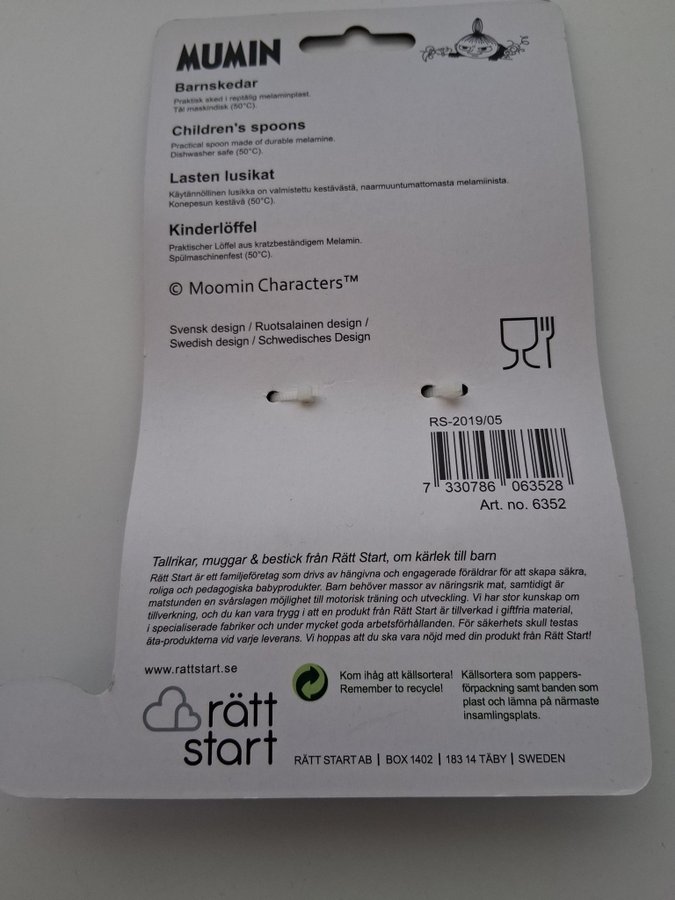 MUMIN
Barnskedar
Praktisk sked i reptålig melaminplast.
Tål maskindisk (50°C).
Children's spoons
Practical spoon made of durable melamine.
Dishwasher safe (50°C).
Lasten lusikat
Käytännöllinen lusikka on valmistettu kestävästä, naarmuuntumattomasta melamiinista.
Konepesun kestävä (50°C).
Kinderlöffel
Praktischer Löffel aus kratzbeständigem Melamin.
Spülmaschinenfest (50°C).
© Moomin Characters™
Svensk design / Ruotsalainen design /
Swedish design / Schwedisches Design
RS-2019/05
7 330786 063528
Art. no. 6352
Tallrikar, muggar & bestick från Rätt Start, om kärlek till barn
Rätt Start är ett familjeföretag som drivs av hängivna och engagerade föräldrar för att skapa säkra,
roliga och pedagogiska babyprodukter. Barn behöver massor av näringsrik mat, samtidigt är
matstunden en svårslagen möjlighet till motorisk träning och utveckling. Vi har stor kunskap om
tillverkning, och du kan vara trygg i att en produkt från Rätt Start är tillverkad i giftfria material,
i specialiserade fabriker och under mycket goda arbetsförhållanden. För säkerhets skull testas
äta-produkterna vid varje leverans. Vi hoppas att du ska vara nöjd med din produkt från Rätt Start!
www.rattstart.se
Kom ihåg att källsortera!
Remember to recycle!
Källsortera som pappers-
förpackning samt banden som
plast och lämna på närmaste
insamlingsplats.
rätt
start
RÄTT START AB | BOX 1402 | 183 14 TÄBY | SWEDEN